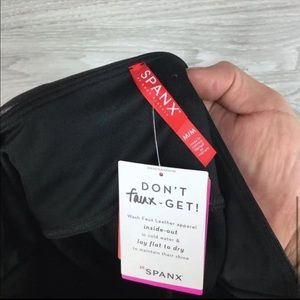 SPANX®
M/M
DON'T
faux-GET!
Wash Faux Leather apparel
inside-out
in cold water &
lay flat to dry
to maintain their shine
SPANX